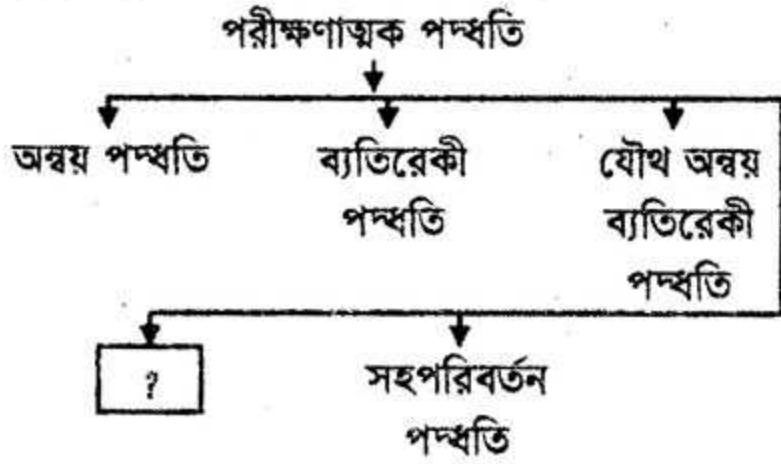 পরীক্ষণাত্মক পদ্ধতি
অন্বয় পদ্ধতি
ব্যতিরেকী
পদ্ধতি
যৌথ অন্বয়
ব্যতিরেকী
পদ্ধতি
?
সহপরিবর্তন
পদ্ধতি